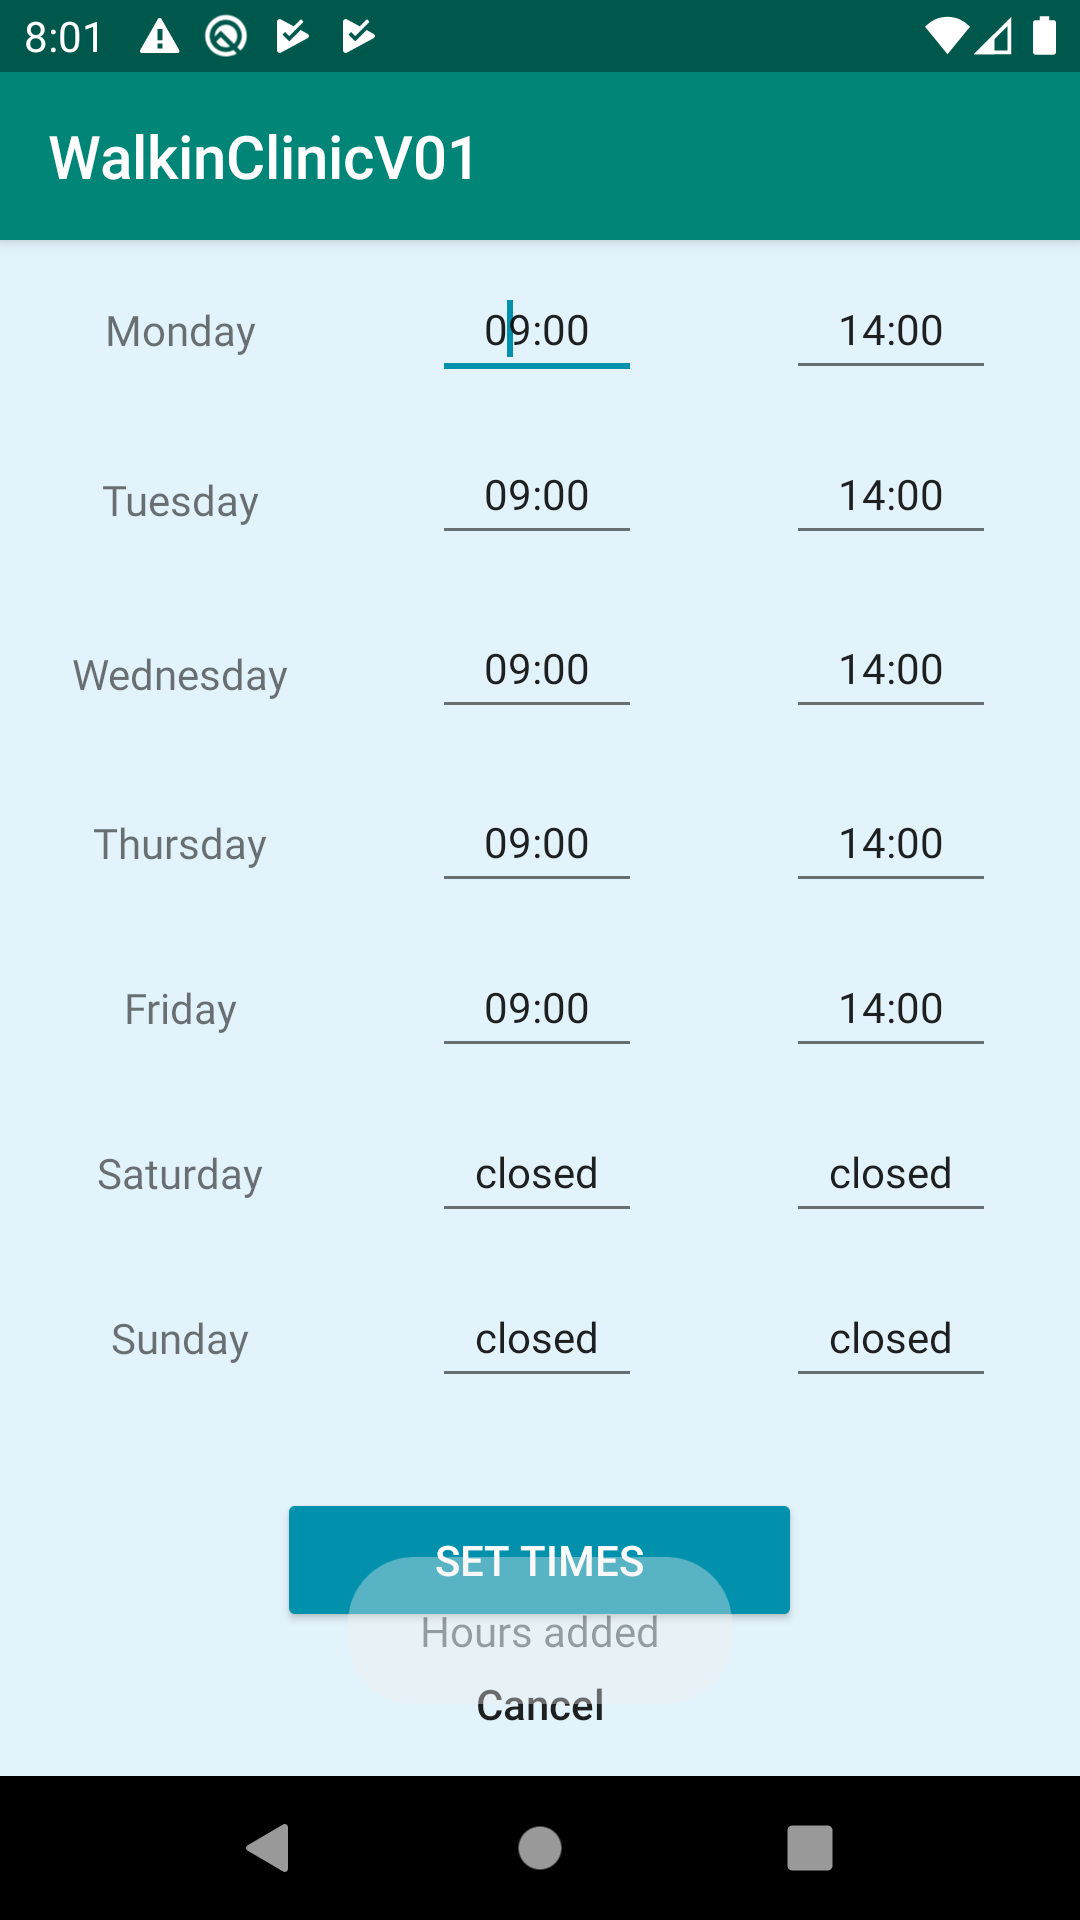 8:01
WalkinClinicV01
Monday 09:00 14:00
Tuesday 09:00 14:00
Wednesday 09:00 14:00
Thursday 09:00 14:00
Friday 09:00 14:00
Saturday closed closed
Sunday closed closed
SET TIMES
Hours added
Cancel